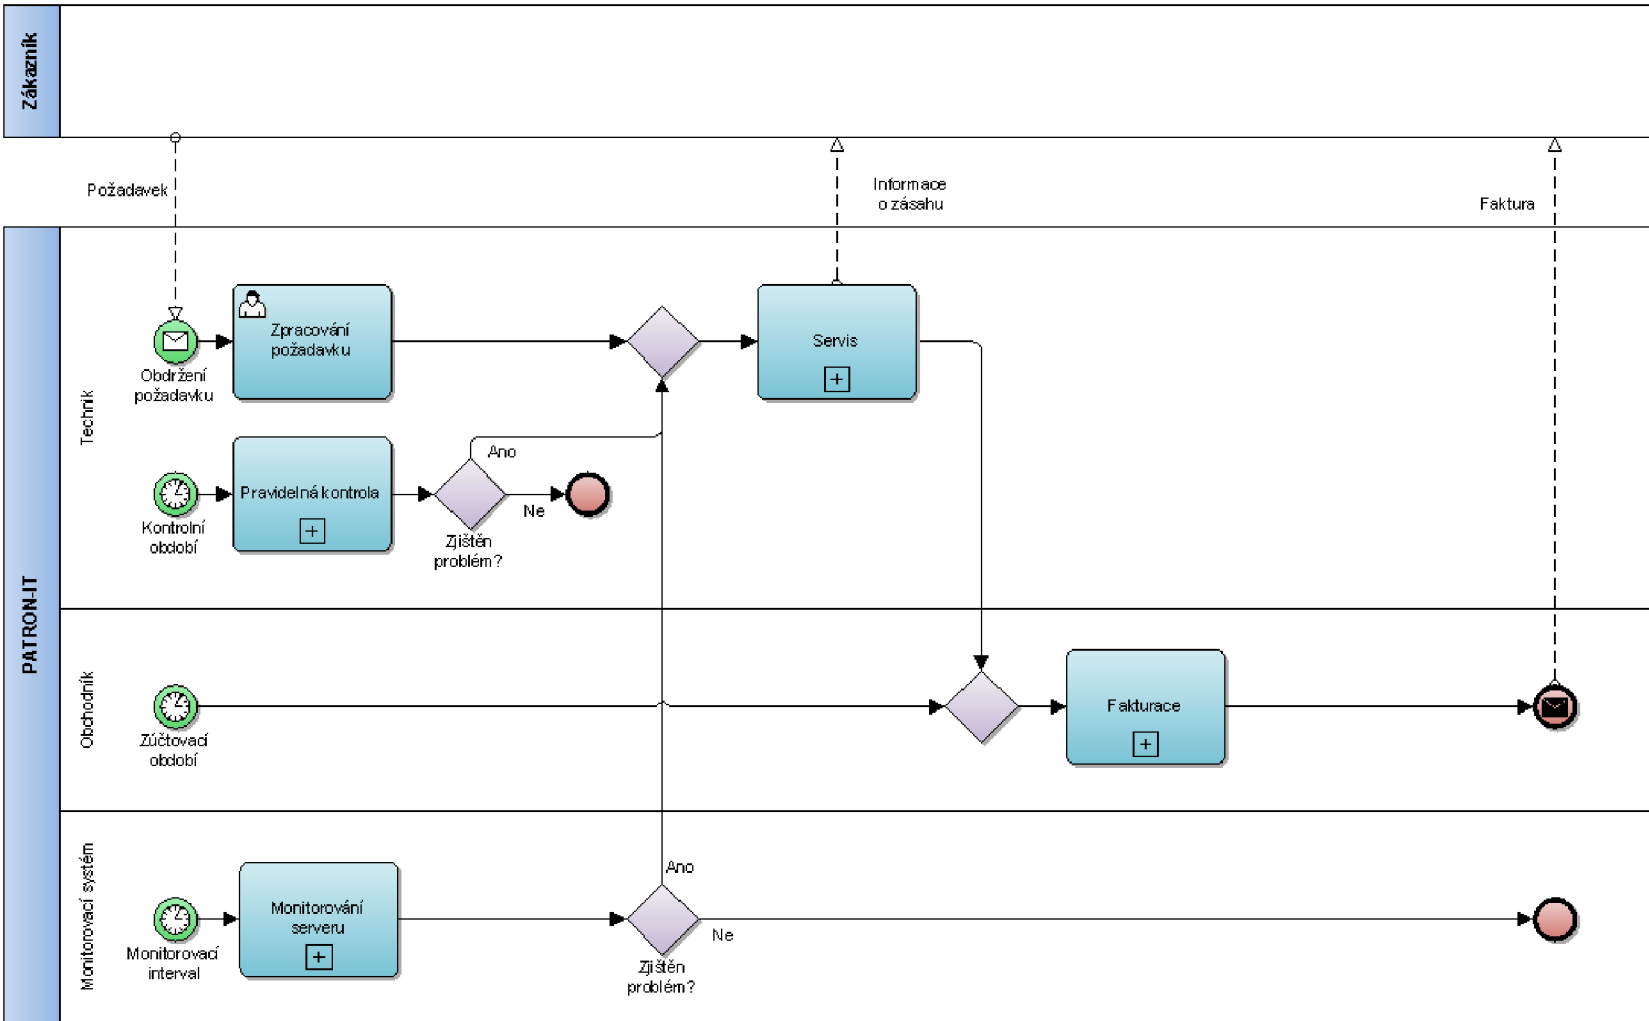 Zákazník
Požadavek
Informace
o zásahu
Faktura
PATRON-IT
Technik
Zpracování
požadavku
Servis
Obdržení
požadavku
Ano
Pravidelná kontrola
Ne
Kontrolní
období
Zjištěn
problém?
Obchodník
Fakturace
Zúčtovací
období
Monitorovací systém
Ano
Monitorování
serveru
Ne
Monitorovací
interval
Zjištěn
problém?